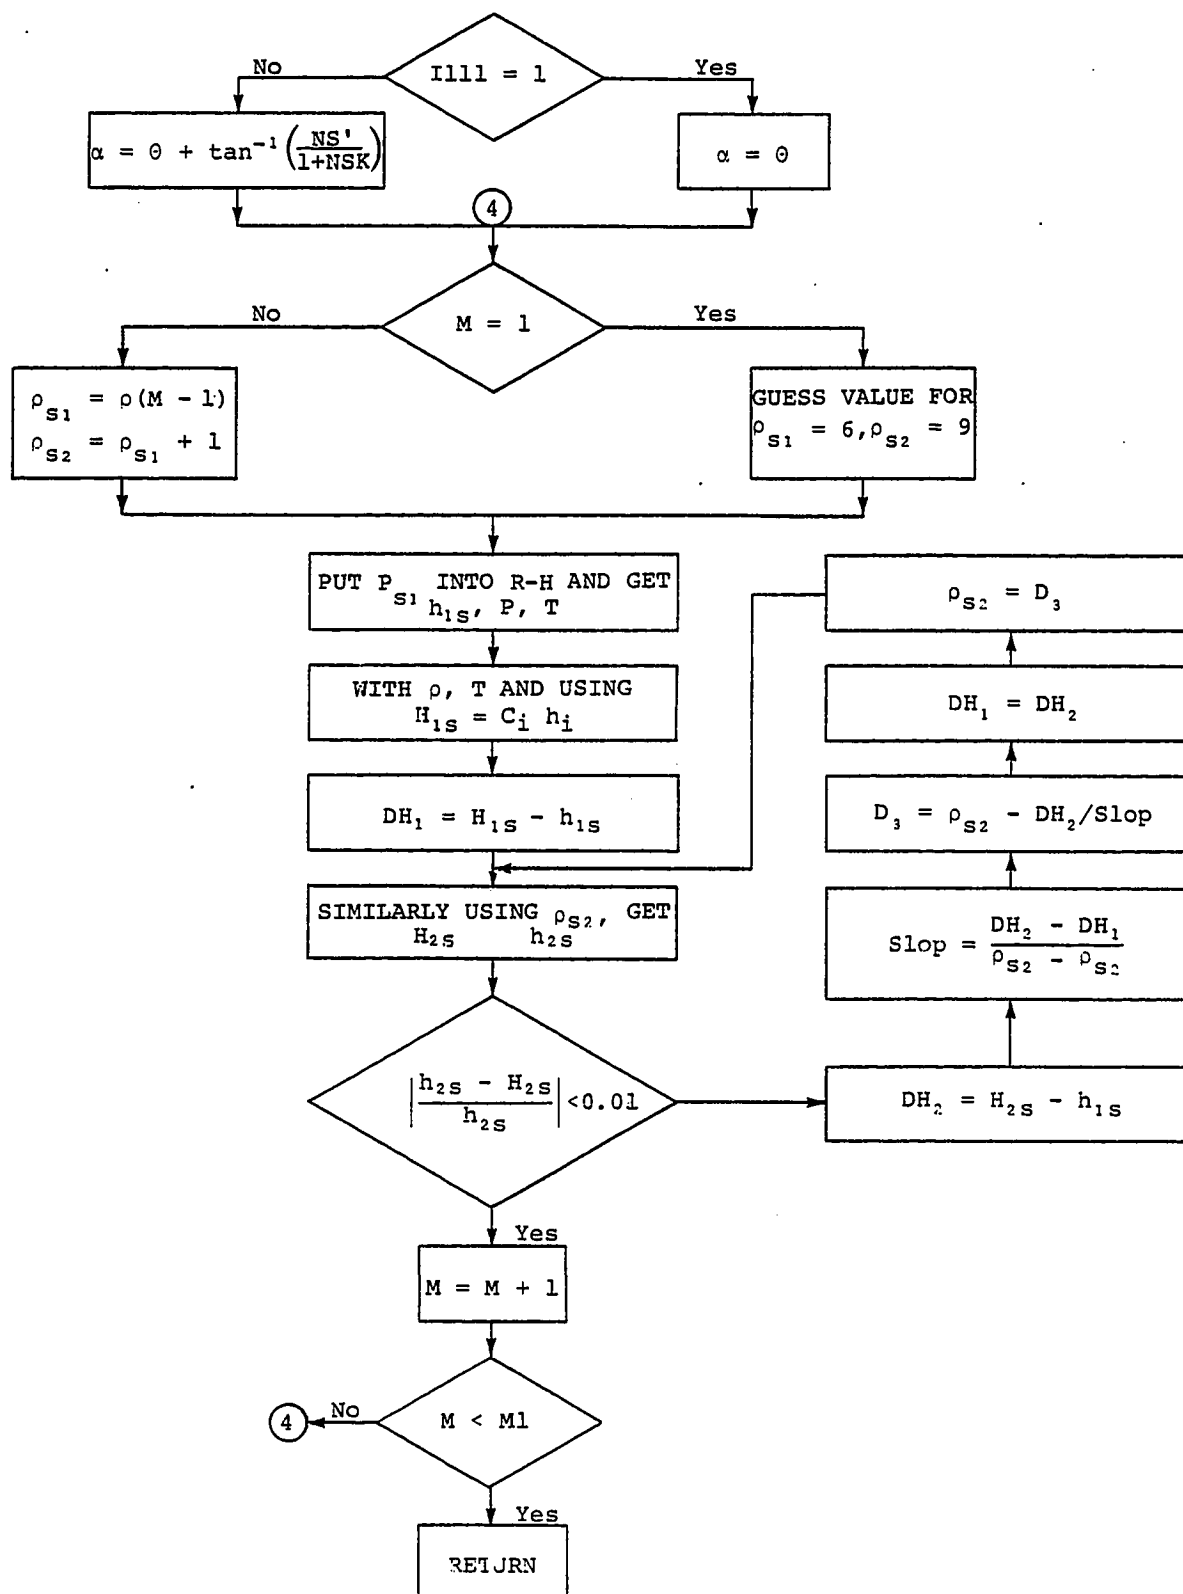 I111 = 1
No
Yes
α = θ + tan⁻¹(NS'/1+NSK)
α = θ
4
M = 1
No
Yes
ρS1 = ρ(M - 1)
ρS2 = ρS1 + 1
GUESS VALUE FOR
ρS1 = 6, ρS2 = 9
PUT PS1 INTO R-H AND GET
h1S, P, T
WITH ρ, T AND USING
H1S = Ci hi
DH1 = H1S - h1S
SIMILARLY USING ρS2, GET
H2S h2S
|h2S - H2S / h2S| <0.01
ρS2 = D3
DH1 = DH2
D3 = ρS2 - DH2/Slop
Slop = DH2 - DH1 / ρS2 - ρS2
DH2 = H2S - h1S
Yes
M = M + 1
4
No
M < M1
Yes
RETURN